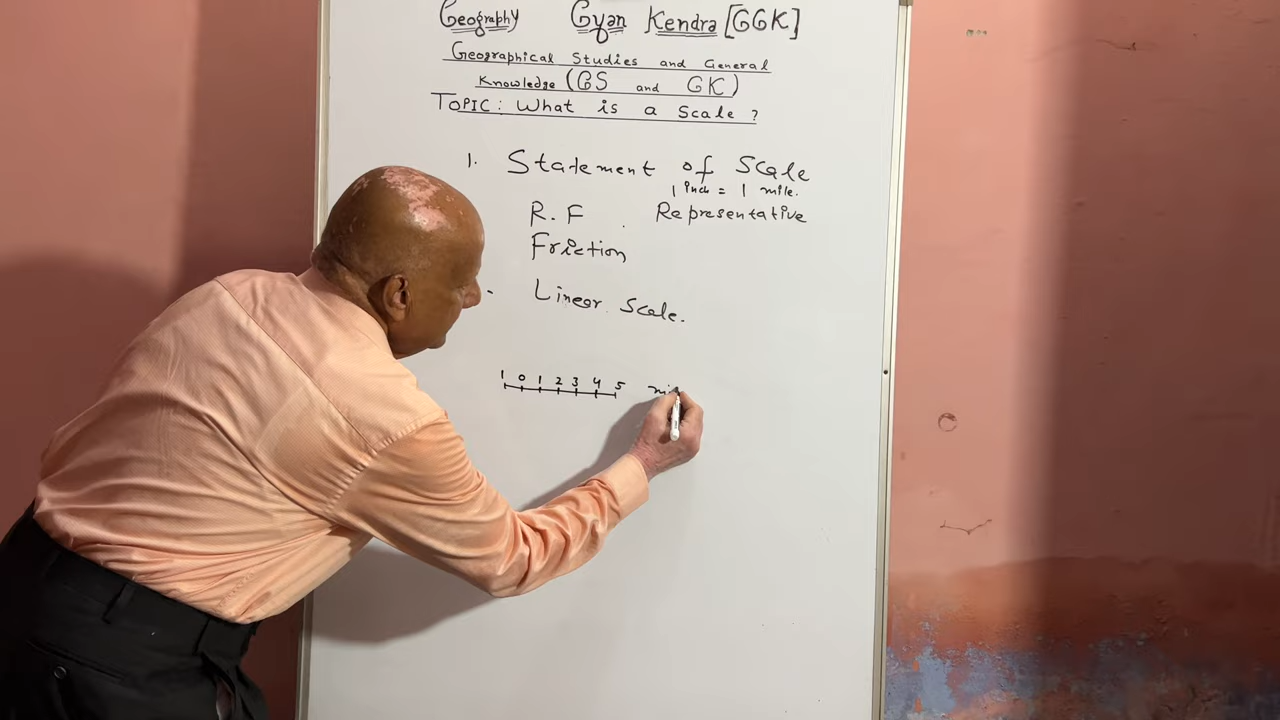 Geography Gyan Kendra [GGK]
Geographical Studies and General
Knowledge (GS and GK)
TOPIC: What is a Scale ?
1. Statement of Scale
1 inch = 1 mile.
R.F. Representative
Friction
Linear Scale.
1 0 1 2 3 4 5